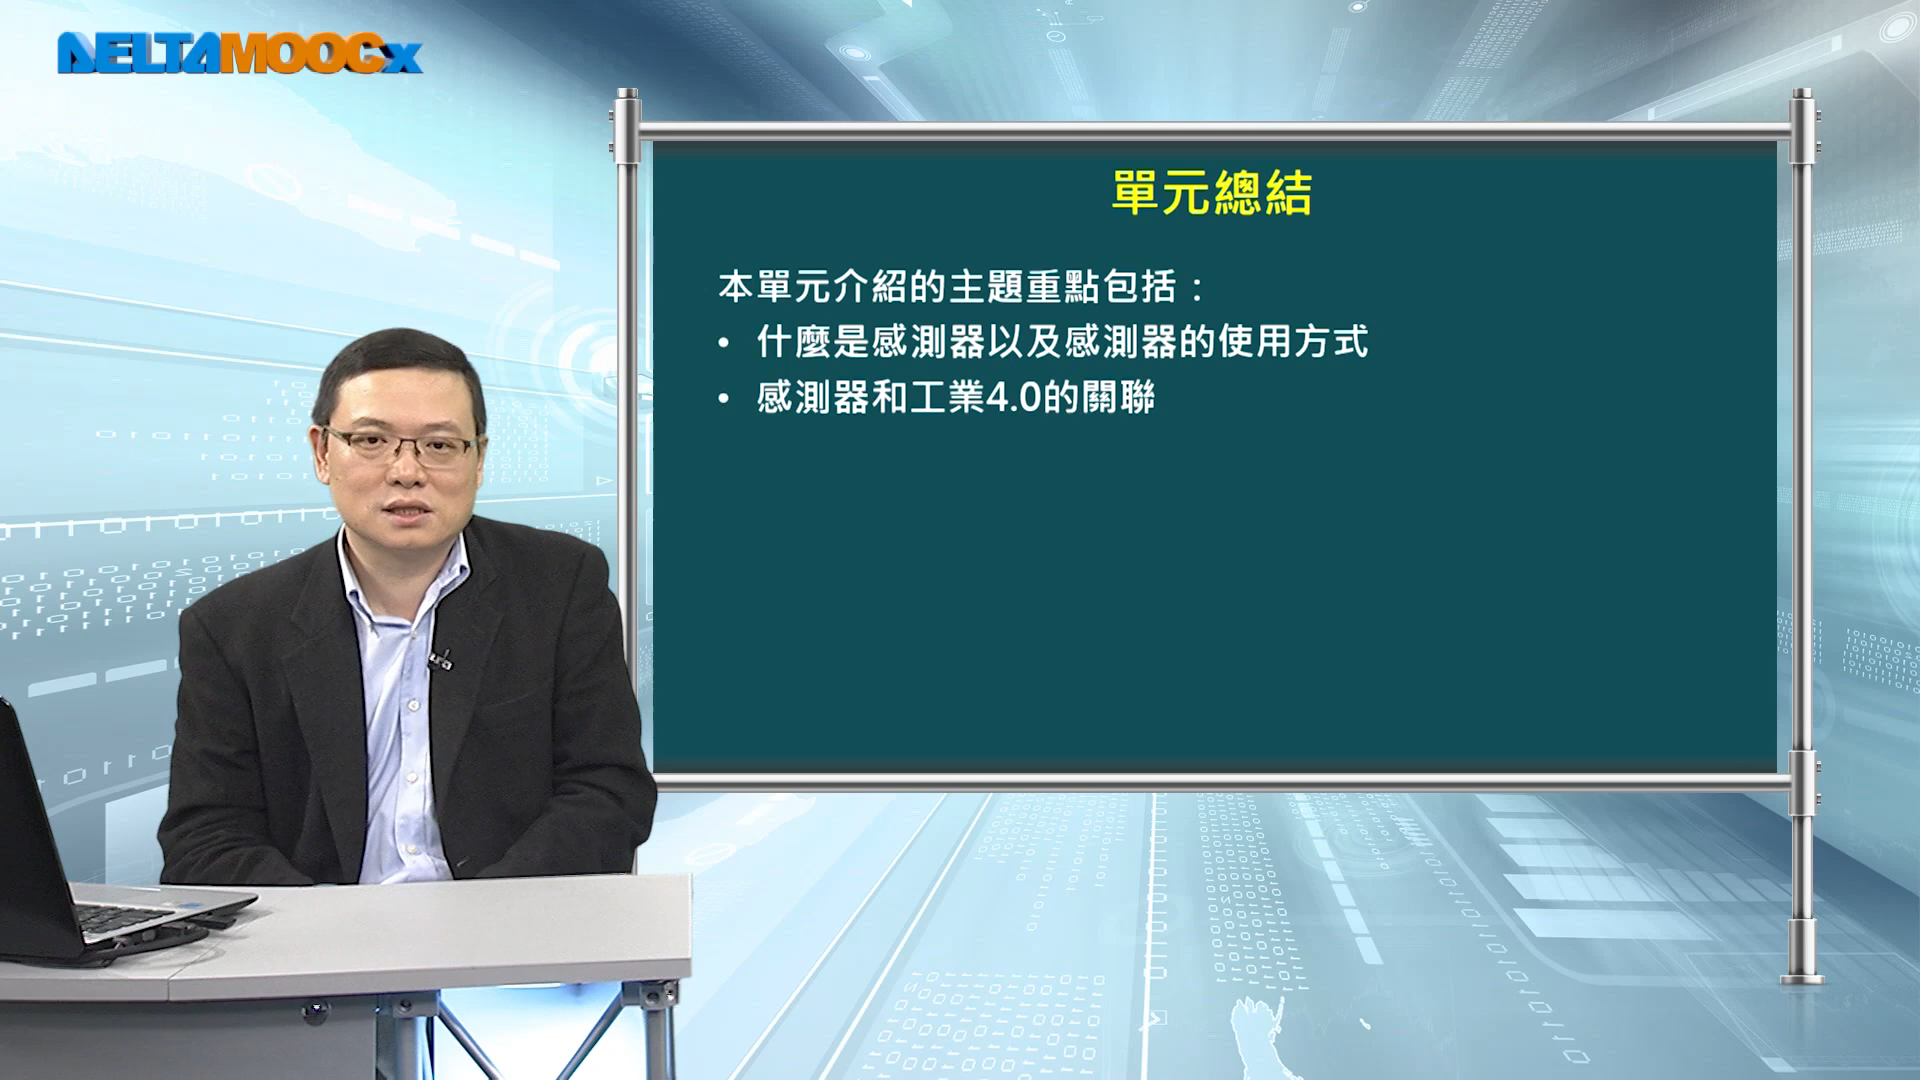 DELTAMOOCx
單元總結
本單元介紹的主題重點包括：
• 什麼是感測器以及感測器的使用方式
• 感測器和工業4.0的關聯